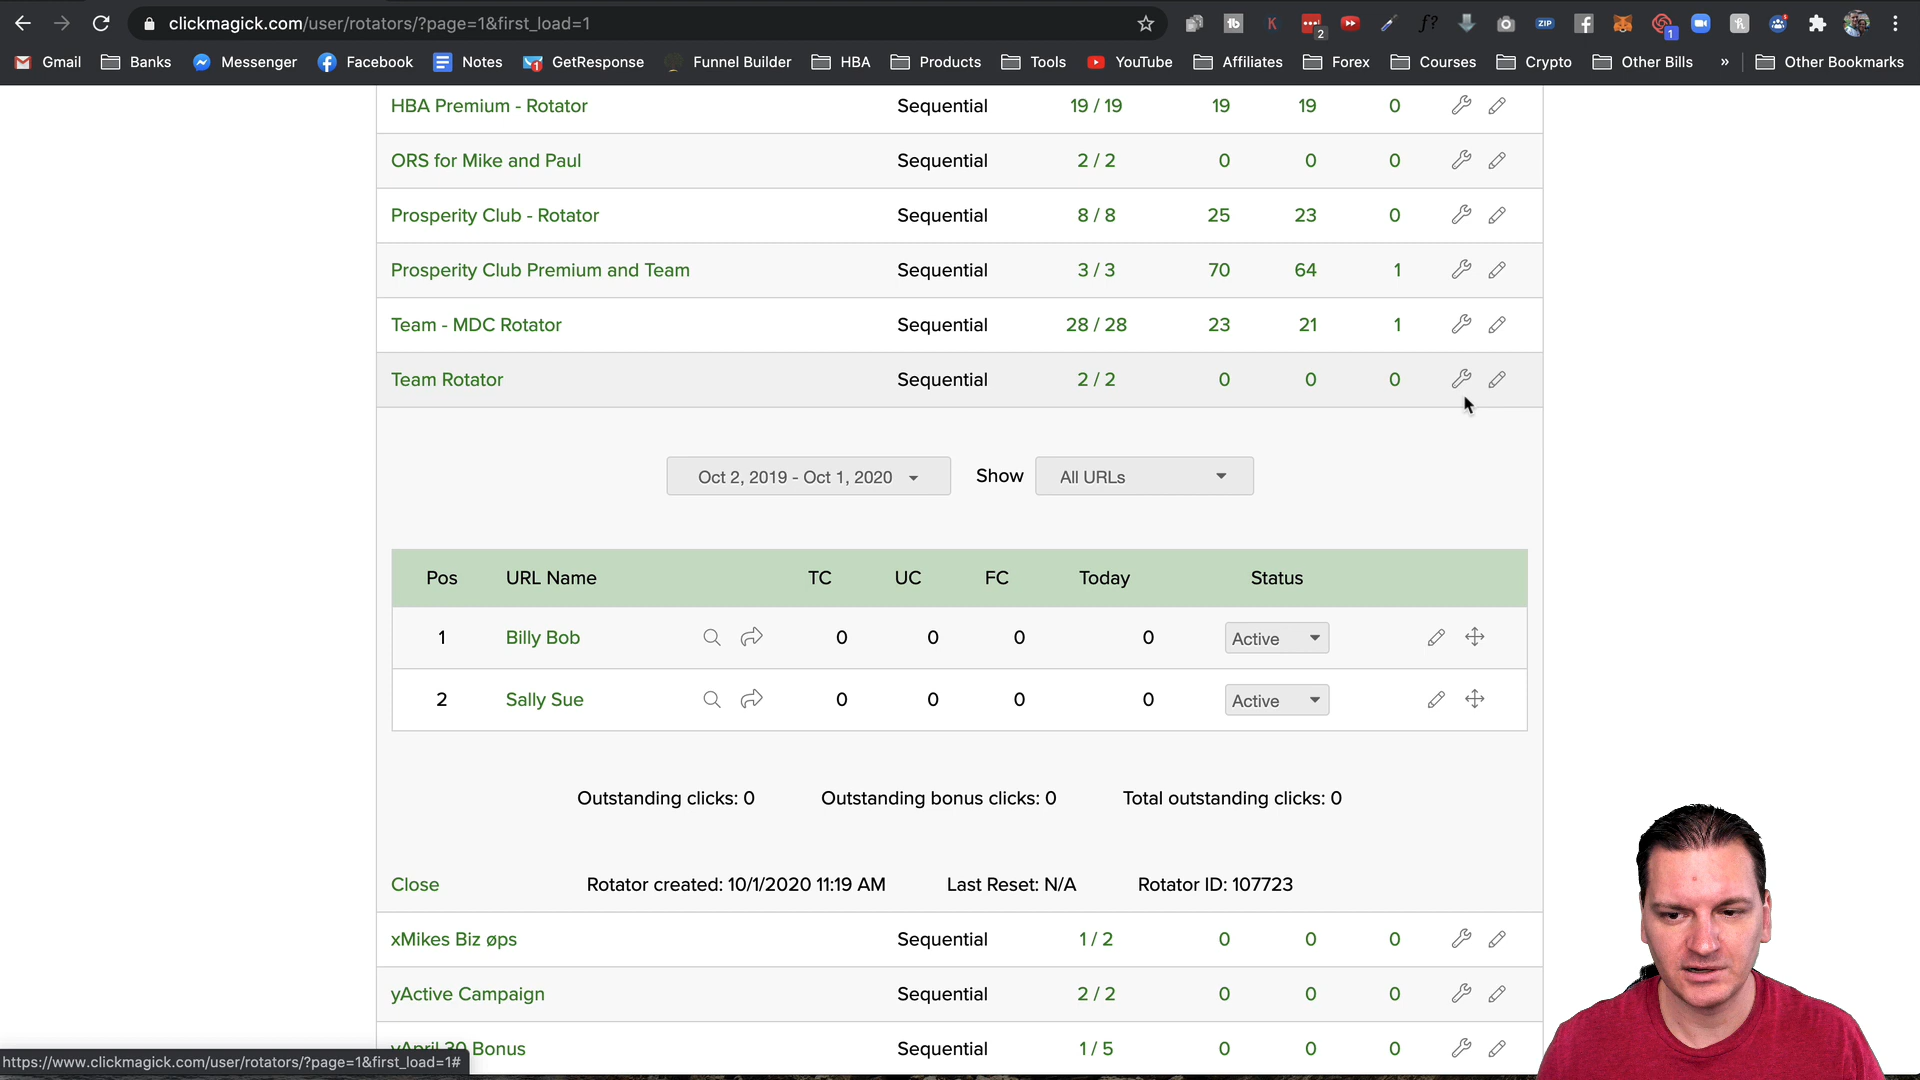 clickmagick.com/user/rotators/?page=1&first_load=1
2 ZIP 1
Gmail Banks Messenger Facebook Notes GetResponse Funnel Builder HBA Products Tools YouTube Affiliates Forex Courses Crypto Other Bills » Other Bookmarks
HBA Premium - Rotator Sequential 19 / 19 19 19 0
ORS for Mike and Paul Sequential 2 / 2 0 0 0
Prosperity Club - Rotator Sequential 8 / 8 25 23 0
Prosperity Club Premium and Team Sequential 3 / 3 70 64 1
Team - MDC Rotator Sequential 28 / 28 23 21 1
Team Rotator Sequential 2 / 2 0 0 0
Oct 2, 2019 - Oct 1, 2020 Show All URLs
Pos URL Name TC UC FC Today Status
1 Billy Bob 0 0 0 0 Active
2 Sally Sue 0 0 0 0 Active
Outstanding clicks: 0 Outstanding bonus clicks: 0 Total outstanding clicks: 0
Close Rotator created: 10/1/2020 11:19 AM Last Reset: N/A Rotator ID: 107723
xMikes Biz øps Sequential 1 / 2 0 0 0
yActive Campaign Sequential 2 / 2 0 0 0
yApril 30 Bonus Sequential 1 / 5 0 0 0
https://www.clickmagick.com/user/rotators/?page=1&first_load=1#